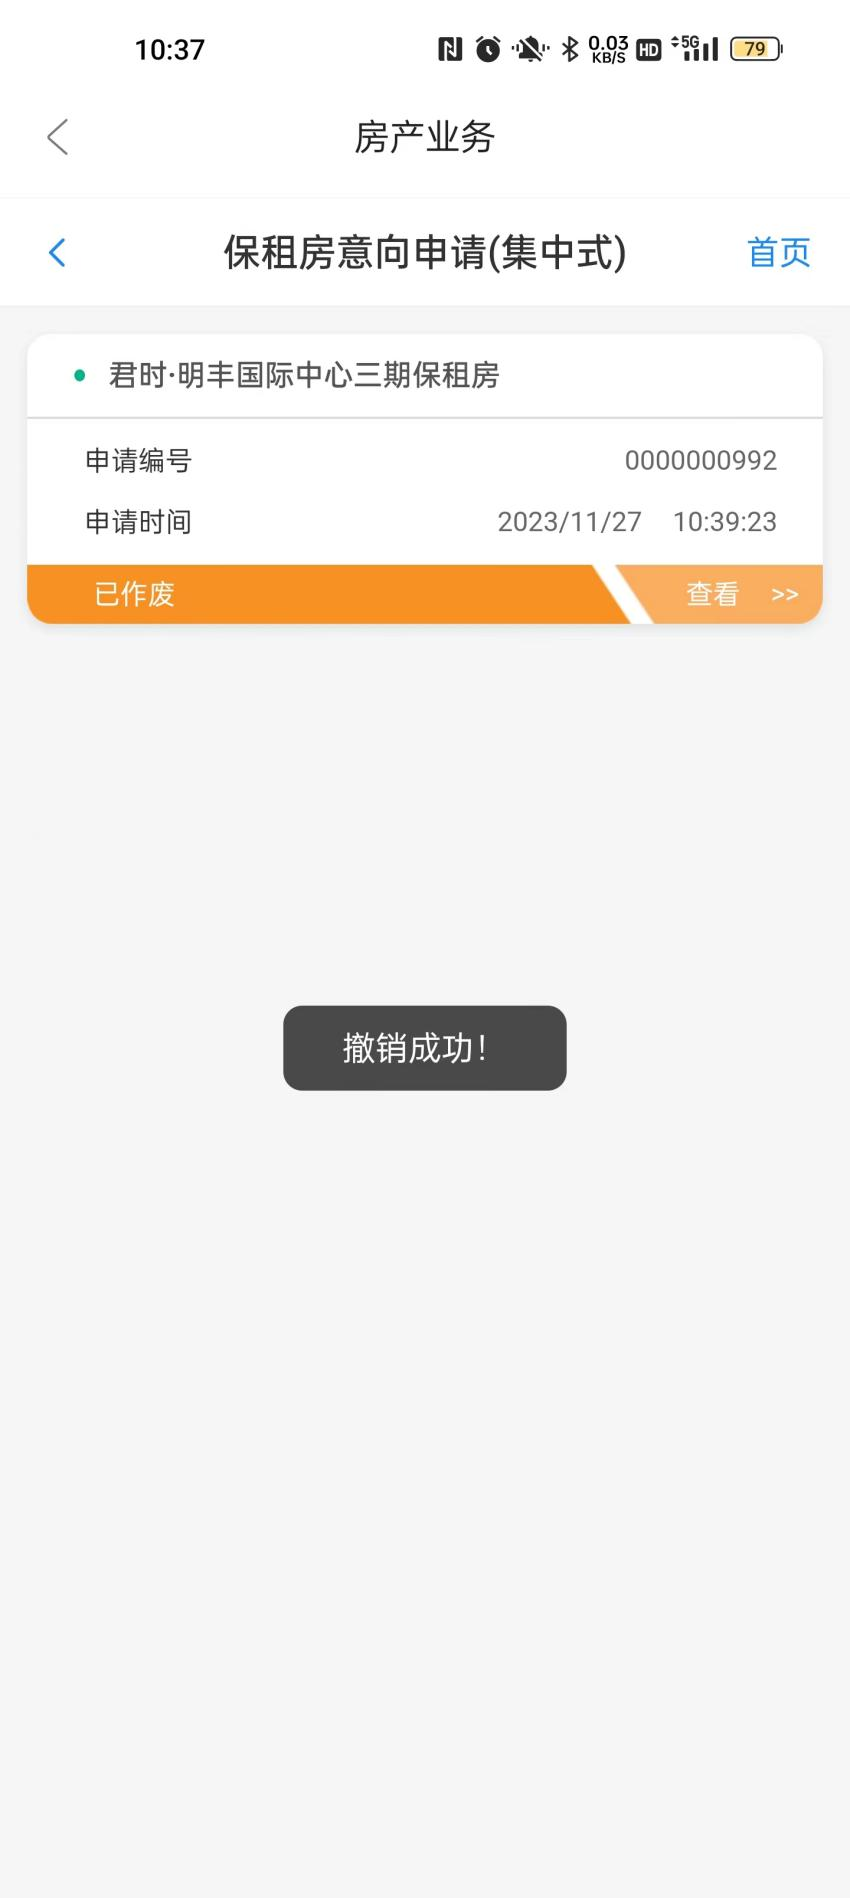 10:37
0.03
KB/S
HD
5G
79
房产业务
保租房意向申请(集中式)
首页
君时·明丰国际中心三期保租房
申请编号 0000000992
申请时间 2023/11/27 10:39:23
已作废 查看 >>
撤销成功!